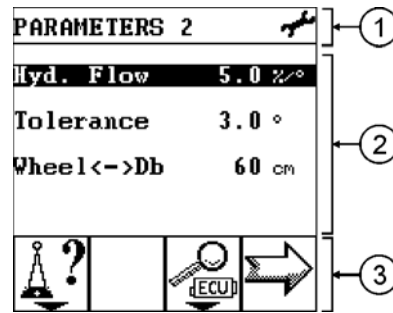 PARAMETERS 2
1
Hyd. Flow 5.0 %/°
Tolerance 3.0 °
2
Wheel<->Db 60 cm
?
ECU
3